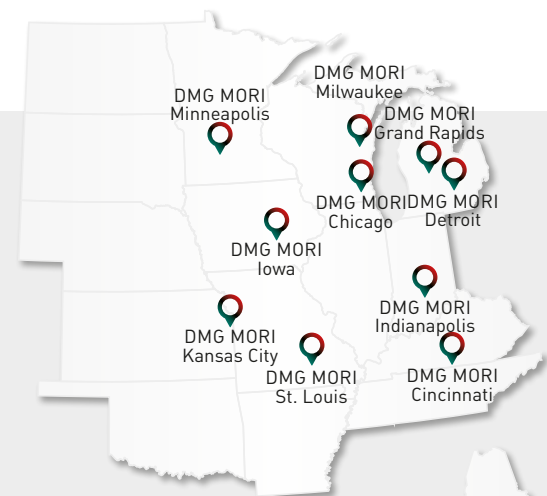 DMG MORI
Milwaukee
DMG MORI
Minneapolis
DMG MORI
Grand Rapids
DMG MORI
Chicago
DMG MORI
Detroit
DMG MORI
Iowa
DMG MORI
Indianapolis
DMG MORI
Kansas City
DMG MORI
St. Louis
DMG MORI
Cincinnati